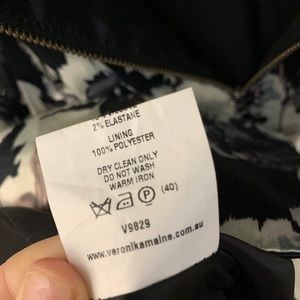 2% ELASTANE
LINING
100% POLYESTER
DRY CLEAN ONLY
DO NOT WASH
WARM IRON
P (40)
V9829
www.veronikamaine.com.au